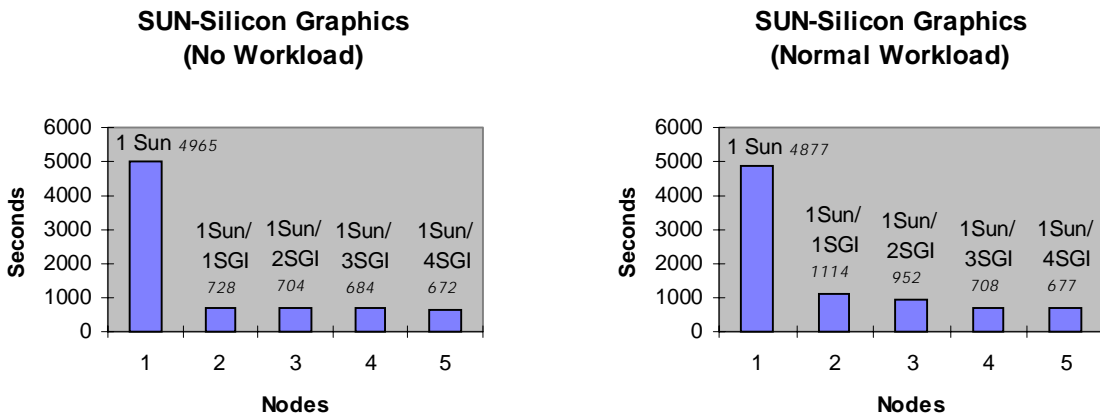 SUN-Silicon Graphics
(No Workload)
6000
5000
4000
3000
2000
1000
0
Seconds
1 Sun 4965
1Sun/
1SGI
728
1Sun/
2SGI
704
1Sun/
3SGI
684
1Sun/
4SGI
672
1 2 3 4 5
Nodes
SUN-Silicon Graphics
(Normal Workload)
6000
5000
4000
3000
2000
1000
0
Seconds
1 Sun 4877
1Sun/
1SGI
1114
1Sun/
2SGI
952
1Sun/
3SGI
708
1Sun/
4SGI
677
1 2 3 4 5
Nodes